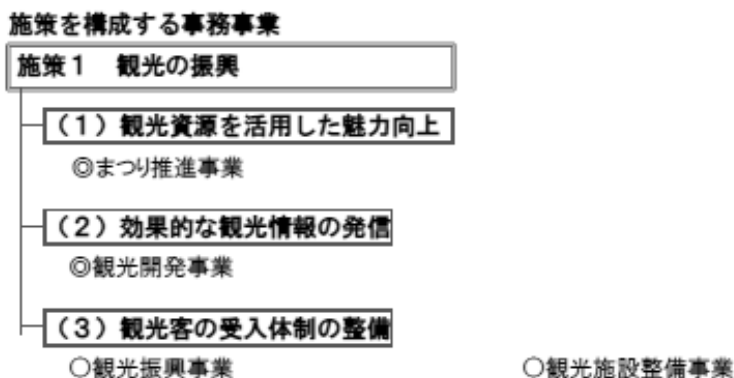 施策を構成する事務事業
施策1 観光の振興
（1）観光資源を活用した魅力向上
◎まつり推進事業
（2）効果的な観光情報の発信
◎観光開発事業
（3）観光客の受入体制の整備
○観光振興事業 ○観光施設整備事業